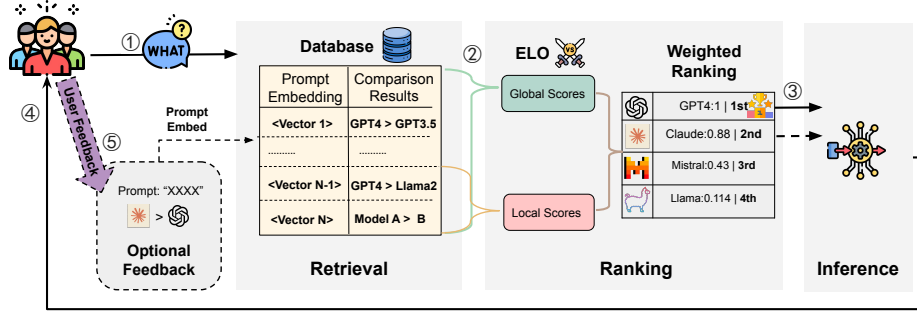 ①
WHAT
?
④
User Feedback
⑤
Prompt: “XXXX”
>
Optional
Feedback
Prompt
Embed
Database
Prompt
Embedding
Comparison
Results
<Vector 1>
GPT4 > GPT3.5
..........
..........
<Vector N-1>
GPT4 > Llama2
<Vector N>
Model A > B
Retrieval
②
ELO
VS
Global Scores
Local Scores
Weighted
Ranking
GPT4:1 | 1st
Claude:0.88 | 2nd
Mistral:0.43 | 3rd
Llama:0.114 | 4th
Ranking
③
Inference